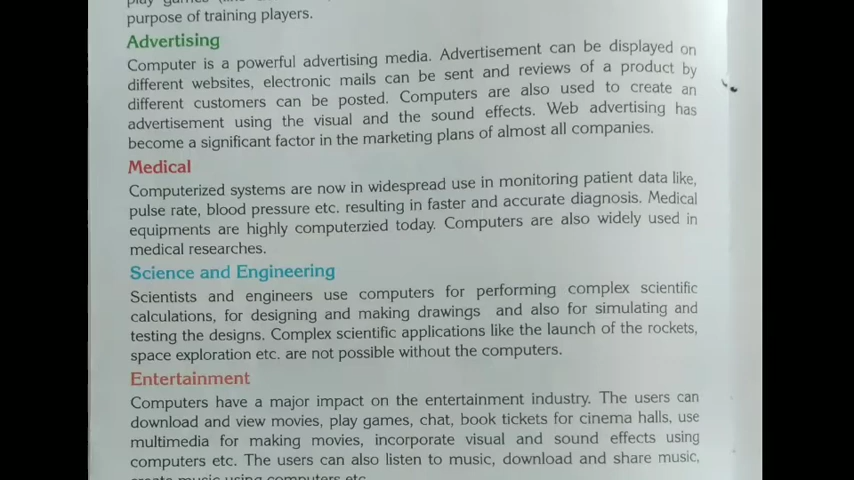 purpose of training players.
Advertising
Computer is a powerful advertising media. Advertisement can be displayed on
different websites, electronic mails can be sent and reviews of a product by
different customers can be posted. Computers are also used to create an
advertisement using the visual and the sound effects. Web advertising has
become a significant factor in the marketing plans of almost all companies.
Medical
Computerized systems are now in widespread use in monitoring patient data like,
pulse rate, blood pressure etc. resulting in faster and accurate diagnosis. Medical
equipments are highly computerzied today. Computers are also widely used in
medical researches.
Science and Engineering
Scientists and engineers use computers for performing complex scientific
calculations, for designing and making drawings and also for simulating and
testing the designs. Complex scientific applications like the launch of the rockets,
space exploration etc. are not possible without the computers.
Entertainment
Computers have a major impact on the entertainment industry. The users can
download and view movies, play games, chat, book tickets for cinema halls, use
multimedia for making movies, incorporate visual and sound effects using
computers etc. The users can also listen to music, download and share music,
create music using computers etc.